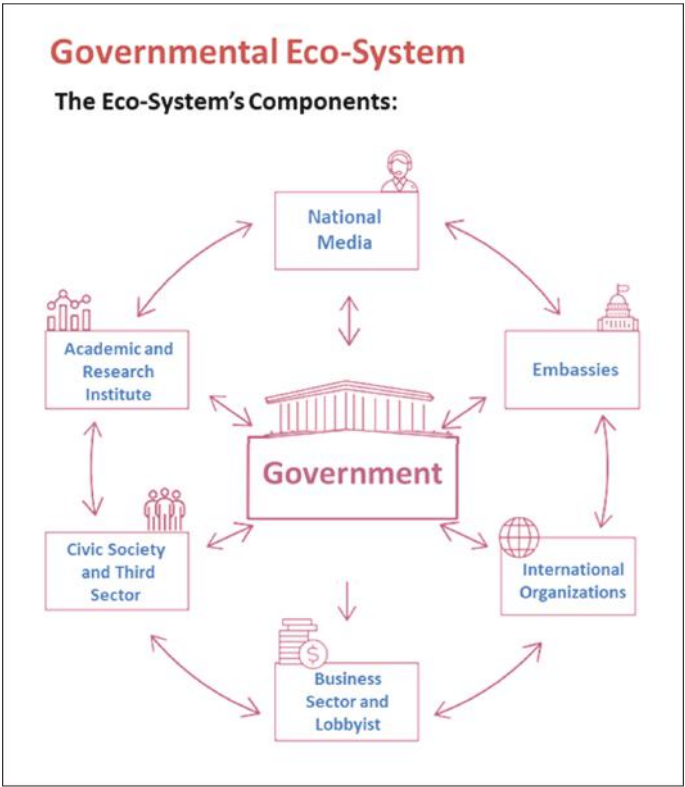 Governmental Eco-System
The Eco-System's Components:
National
Media
Academic and
Research
Institute
Embassies
Government
Civic Society
and Third
Sector
International
Organizations
$
Business
Sector and
Lobbyist